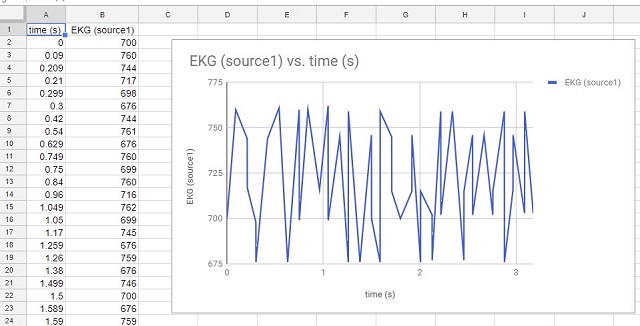 A B C D E F G H I J
1 time (s) EKG (source1)
2 0 700
3 0.09 760
4 0.209 744
5 0.21 717
6 0.299 698
7 0.3 676
8 0.42 744
9 0.54 761
10 0.629 676
11 0.749 760
12 0.75 699
13 0.84 760
14 0.96 716
15 1.049 762
16 1.05 699
17 1.17 745
18 1.259 676
19 1.26 759
20 1.38 676
21 1.499 746
22 1.5 700
23 1.589 676
24 1.59 759
EKG (source1) vs. time (s)
775
750
725
700
675
EKG (source1)
0 1 2 3
time (s)
EKG (source1)